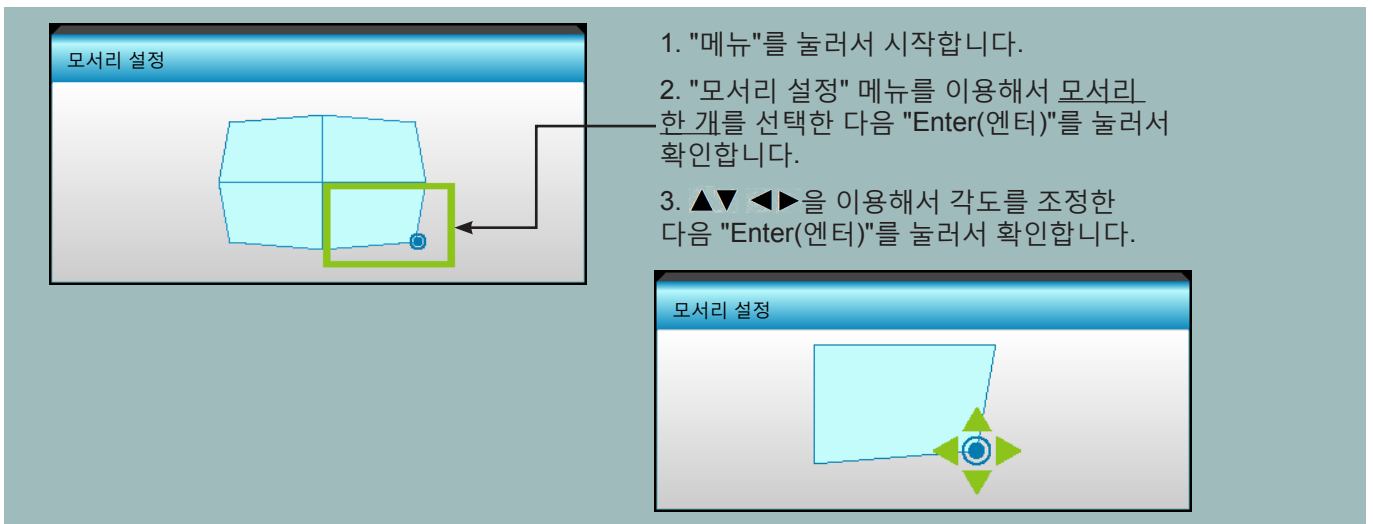 모서리 설정
1. "메뉴"를 눌러서 시작합니다.
2. "모서리 설정" 메뉴를 이용해서 모서리
한 개를 선택한 다음 "Enter(엔터)"를 눌러서
확인합니다.
3. ▲▼ ◀▶을 이용해서 각도를 조정한
다음 "Enter(엔터)"를 눌러서 확인합니다.
모서리 설정